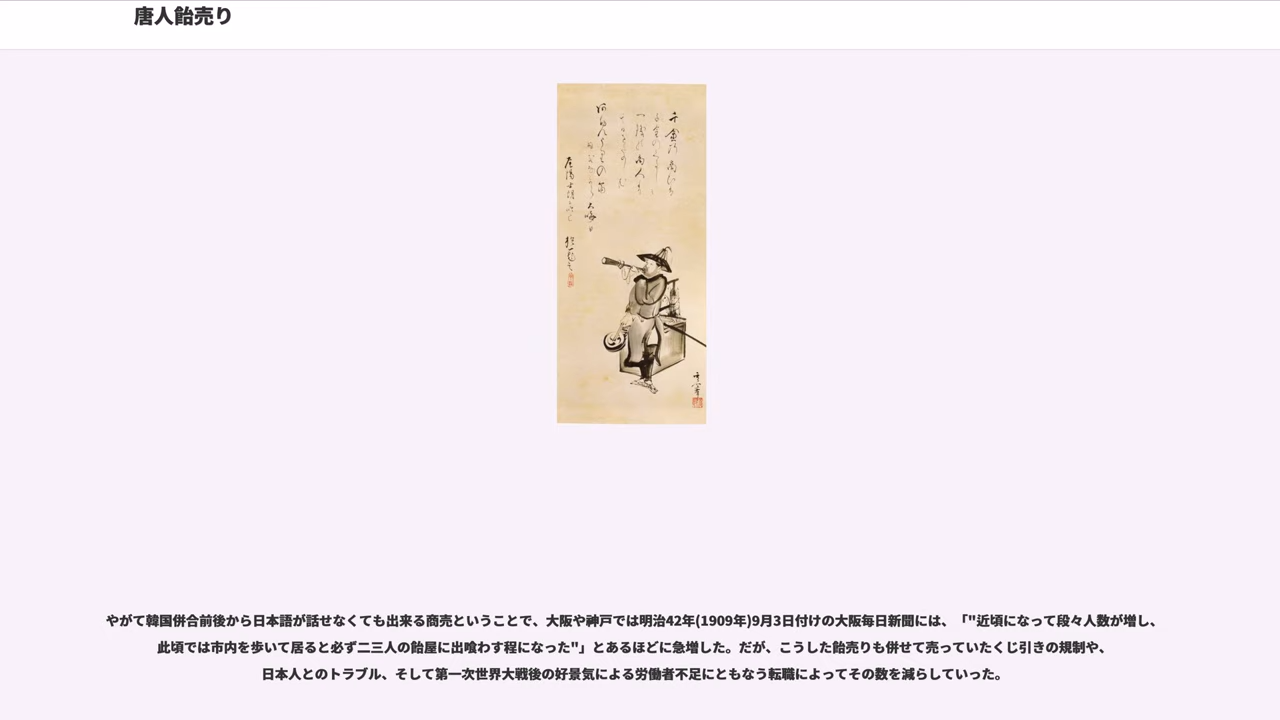 唐人飴売り
やがて韓国併合前後から日本語が話せなくても出来る商売ということで、大阪や神戸では明治42年(1909年)9月3日付けの大阪毎日新聞には、「"近頃になって段々人数が増し、
此頃では市内を歩いて居ると必ず二三人の飴屋に出喰わす程になった"」とあるほどに急増した。だが、こうした飴売りも併せて売っていたくじ引きの規制や、
日本人とのトラブル、そして第一次世界大戦後の好景気による労働者不足にともなう転職によってその数を減らしていった。